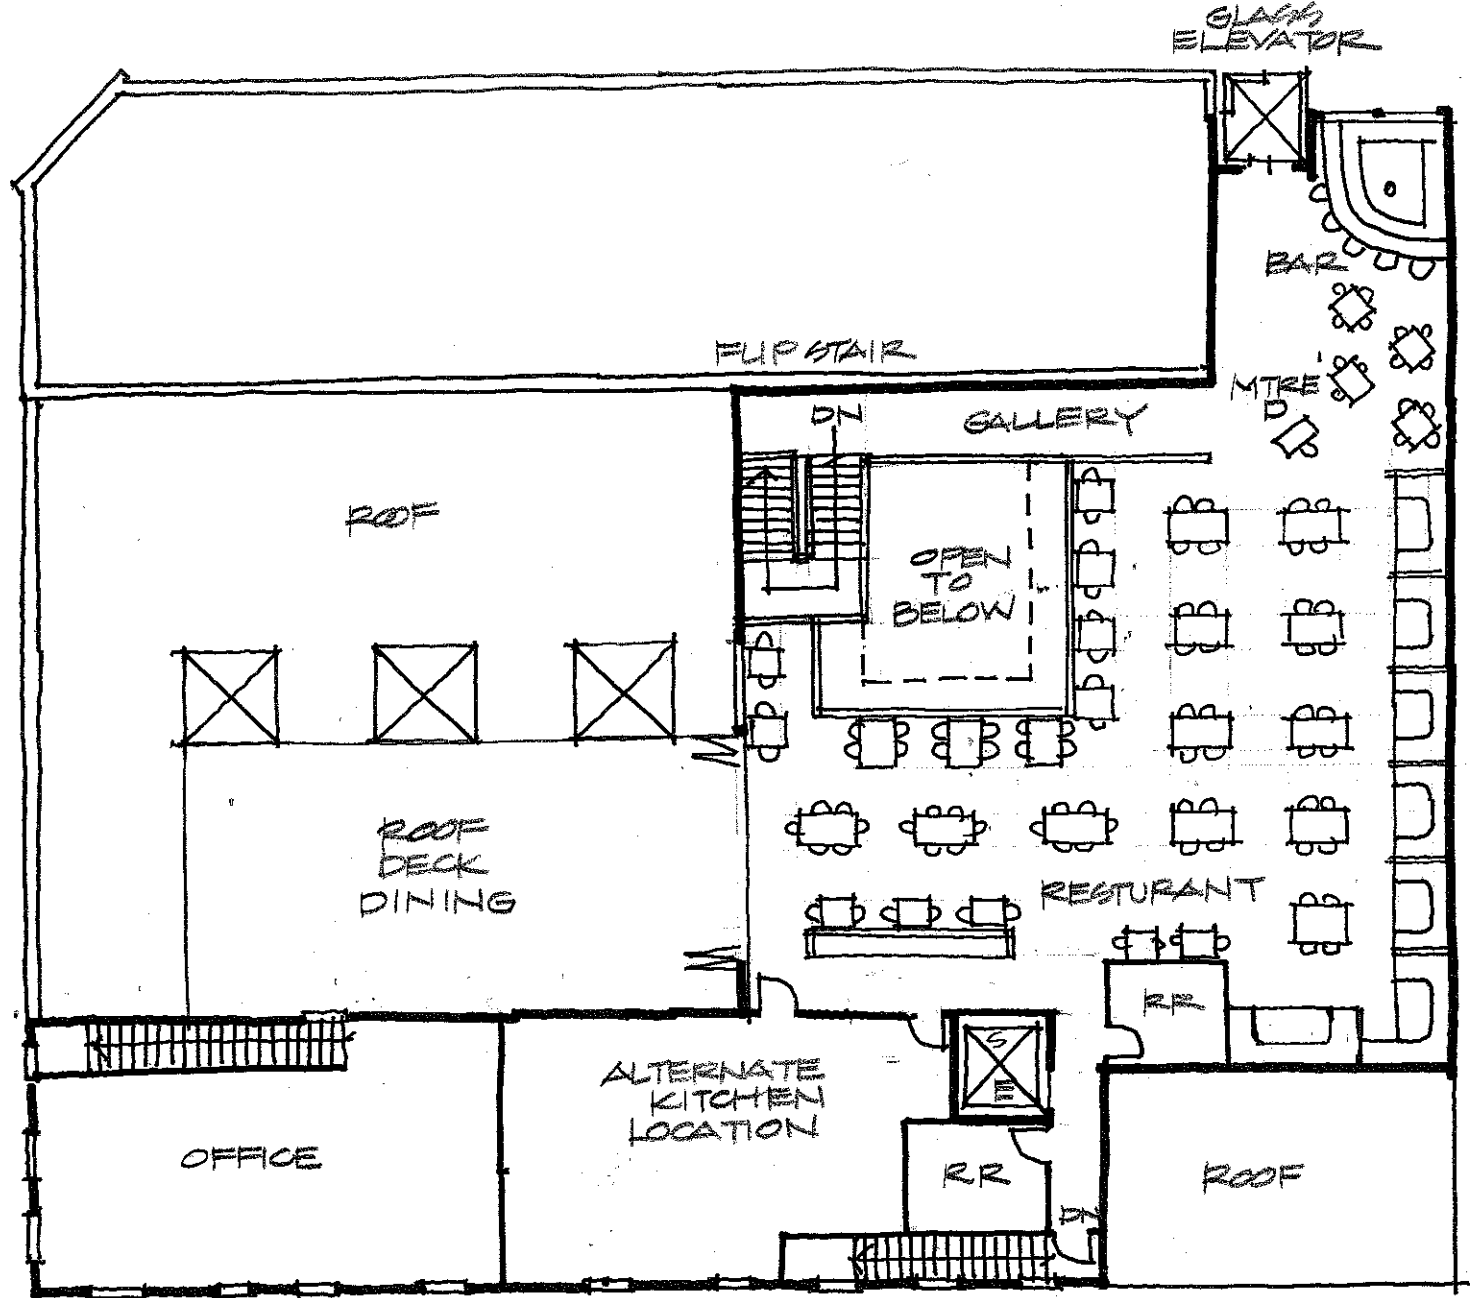 GLASS
ELEVATOR
BAR
FLIP STAIR
MTRE'
D
DN
GALLERY
ROOF
OPEN
TO
BELOW
ROOF
DECK
DINING
RESTURANT
RR
S
E
ALTERNATE
KITCHEN
LOCATION
OFFICE
RR
ROOF
DN